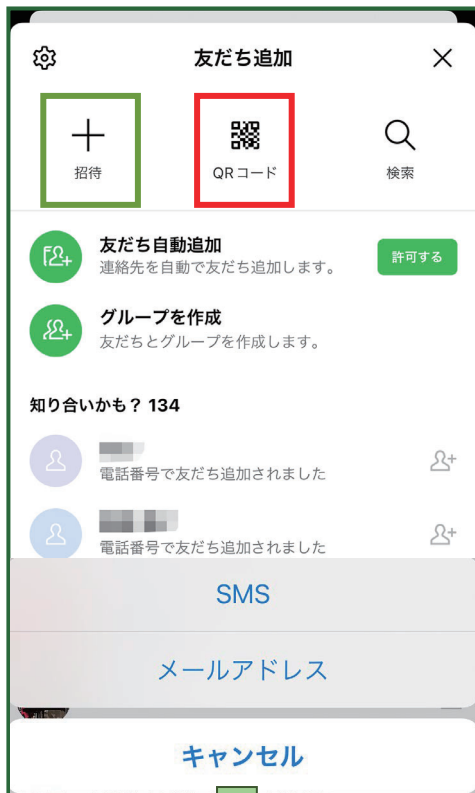 友だち追加
招待
QRコード
検索
友だち自動追加
連絡先を自動で友だち追加します。
許可する
グループを作成
友だちとグループを作成します。
知り合いかも？134
電話番号で友だち追加されました
電話番号で友だち追加されました
SMS
メールアドレス
キャンセル